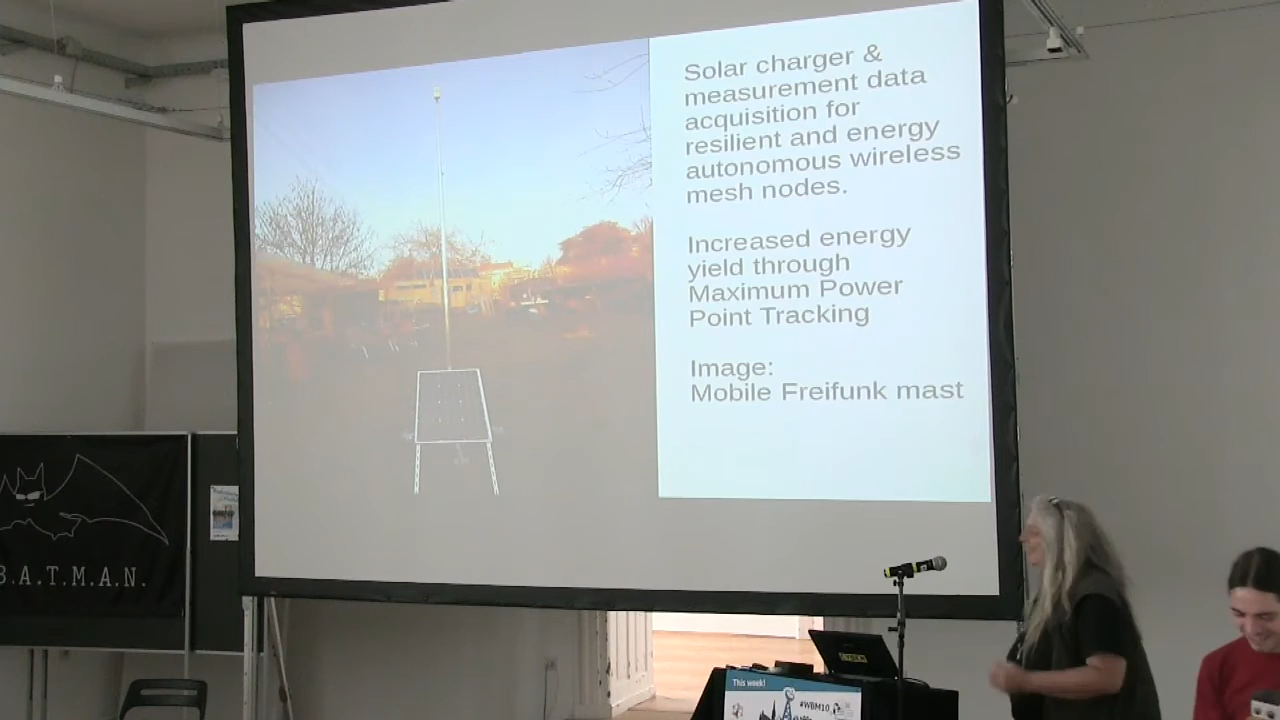 Solar charger &
measurement data
acquisition for
resilient and energy
autonomous wireless
mesh nodes.
Increased energy
yield through
Maximum Power
Point Tracking
Image:
Mobile Freifunk mast
B.A.T.M.A.N.
This week!
#WBM10